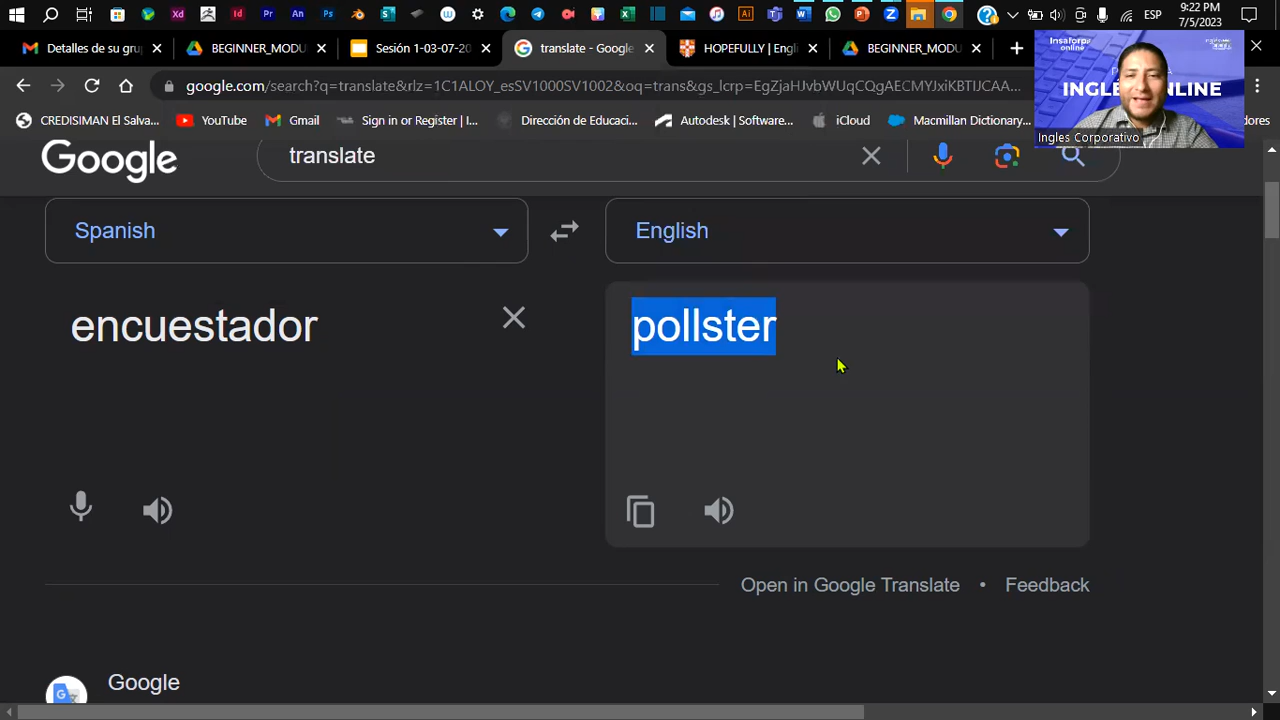 9:22 PM
ESP
7/5/2023
Detalles de su gru
BEGINNER_MODU
Sesión 1-03-07-20
translate - Google
HOPEFULLY | Engl
BEGINNER_MODU
google.com/search?q=translate&rlz=1C1ALOY_esSV1000SV1002&oq=trans&gs_lcrp=EgZjaHJvbWUqCQgAECMYJxiKBTIJCAA...
CREDISIMAN El Salva...
YouTube
Gmail
Sign in or Register | I...
Dirección de Educaci...
Autodesk | Software...
iCloud
Macmillan Dictionary...
adores
Insaforp online
INGLES ONLINE
Ingles Corporativo
Google
translate
Spanish
English
encuestador
pollster
Open in Google Translate • Feedback
Google